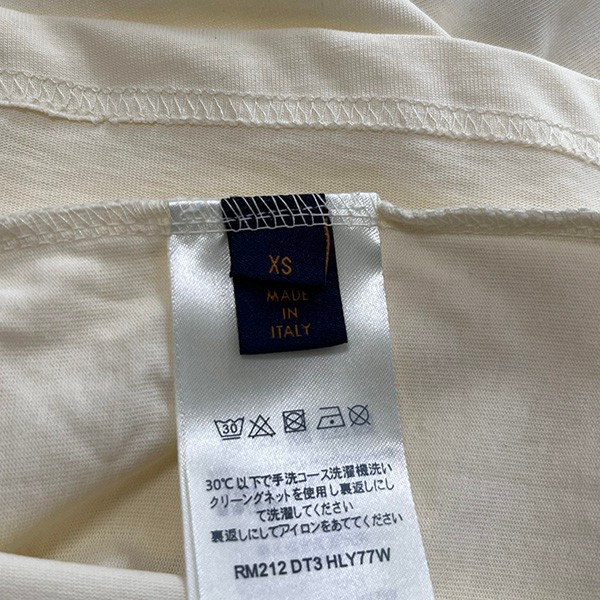 XS
MADE
IN
ITALY
30
30℃ 以下で手洗コース洗濯機洗い
クリーングネットを使用し裏返しにし
て洗濯してください
裏返しにしてアイロンをあててください
RM212 DT3 HLY77W